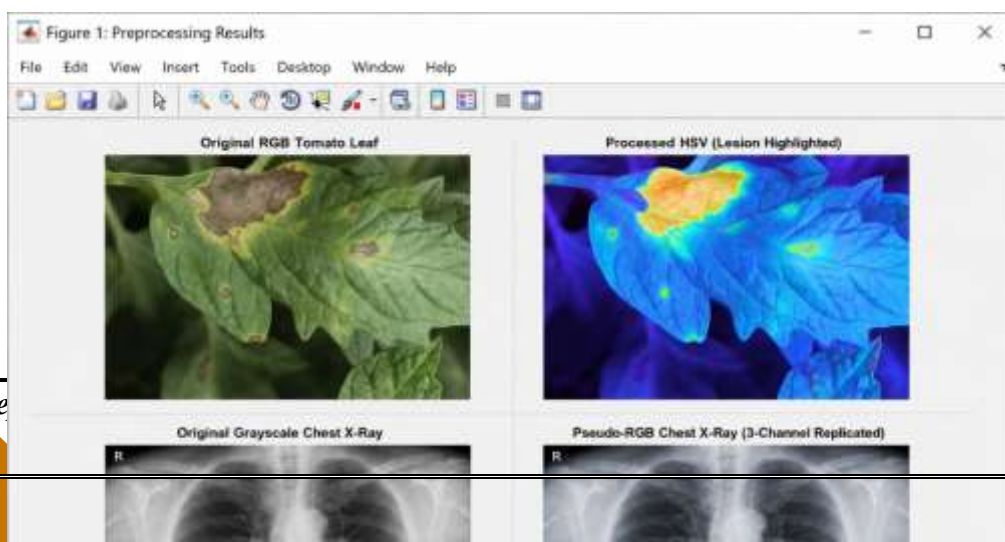 Figure 1: Preprocessing Results
File Edit View Insert Tools Desktop Window Help
Original RGB Tomato Leaf
Processed HSV (Lesion Highlighted)
Original Grayscale Chest X-Ray
Pseudo-RGB Chest X-Ray (3-Channel Replicated)
R
R